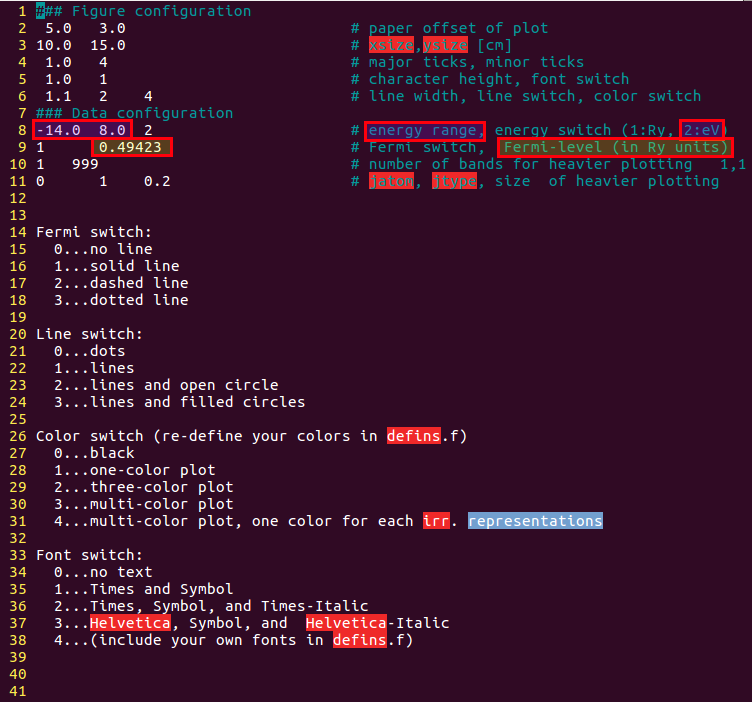 1 ### Figure configuration
2 5.0 3.0 # paper offset of plot
3 10.0 15.0 # xsize,ysize [cm]
4 1.0 4 # major ticks, minor ticks
5 1.0 1 # character height, font switch
6 1.1 2 4 # line width, line switch, color switch
7 ### Data configuration
8 -14.0 8.0 2 # energy range, energy switch (1:Ry, 2:eV)
9 1 0.49423 # Fermi switch, Fermi-level (in Ry units)
10 1 999 # number of bands for heavier plotting 1,1
11 0 1 0.2 # jatom, jtype, size of heavier plotting
12
13
14 Fermi switch:
15 0...no line
16 1...solid line
17 2...dashed line
18 3...dotted line
19
20 Line switch:
21 0...dots
22 1...lines
23 2...lines and open circle
24 3...lines and filled circles
25
26 Color switch (re-define your colors in defins.f)
27 0...black
28 1...one-color plot
29 2...three-color plot
30 3...multi-color plot
31 4...multi-color plot, one color for each irr. representations
32
33 Font switch:
34 0...no text
35 1...Times and Symbol
36 2...Times, Symbol, and Times-Italic
37 3...Helvetica, Symbol, and Helvetica-Italic
38 4...(include your own fonts in defins.f)
39
40
41